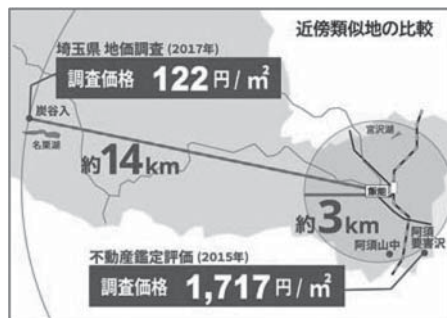 近傍類似地の比較
埼玉県 地価調査 (2017年)
調査価格 122円/㎡
炭谷入
名栗湖
約14km
宮沢湖
飯能
約3km
阿須山中
阿須
要害沢
不動産鑑定評価 (2015年)
調査価格 1,717円/㎡